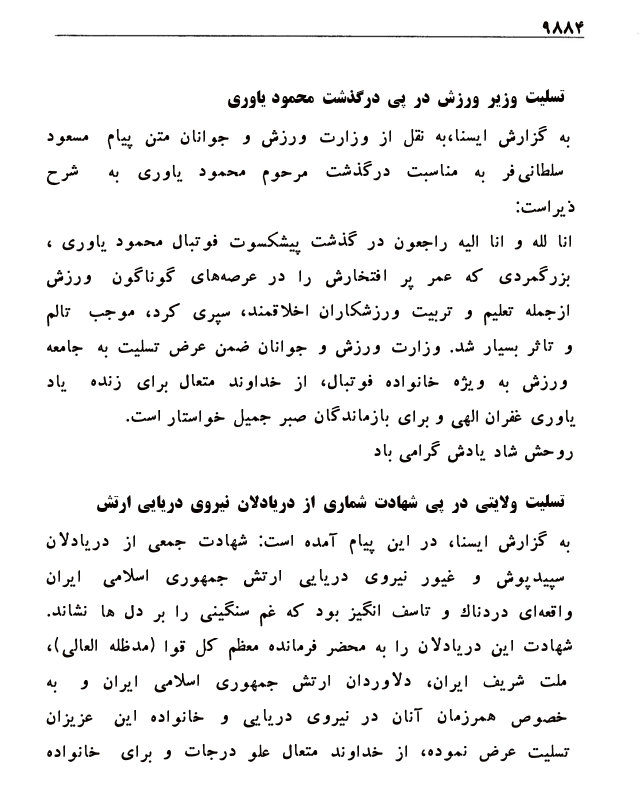 ۹۸۸۴
تسلیت وزیر ورزش در پی درگذشت محمود یاوری
به گزارش ایسنا،به نقل از وزارت ورزش و جوانان متن پیام مسعود
سلطانی‌فر به مناسبت درگذشت مرحوم محمود یاوری به شرح
ذیراست:
انا لله و انا الیه راجعون در گذشت پیشکسوت فوتبال محمود یاوری ،
بزرگمردی که عمر پر افتخارش را در عرصه‌های گوناگون ورزش
ازجمله تعلیم و تربیت ورزشکاران اخلاقمند، سپری کرد، موجب تالم
و تاثر بسیار شد. وزارت ورزش و جوانان ضمن عرض تسلیت به جامعه
ورزش به ویژه خانواده فوتبال، از خداوند متعال برای زنده یاد
یاوری غفران الهی و برای بازماندگان صبر جمیل خواستار است.
روحش شاد یادش گرامی باد
تسلیت ولایتی در پی شهادت شماری از دریادلان نیروی دریایی ارتش
به گزارش ایسنا، در این پیام آمده است: شهادت جمعی از دریادلان
سپیدپوش و غیور نیروی دریایی ارتش جمهوری اسلامی ایران
واقعه‌ای دردناك و تاسف انگیز بود که غم سنگینی را بر دل ها نشاند.
شهادت این دریادلان را به محضر فرمانده معظم کل قوا (مدظله العالی)،
ملت شریف ایران، دلاوردان ارتش جمهوری اسلامی ایران و به
خصوص همرزمان آنان در نیروی دریایی و خانواده این عزیزان
تسلیت عرض نموده، از خداوند متعال علو درجات و برای خانواده